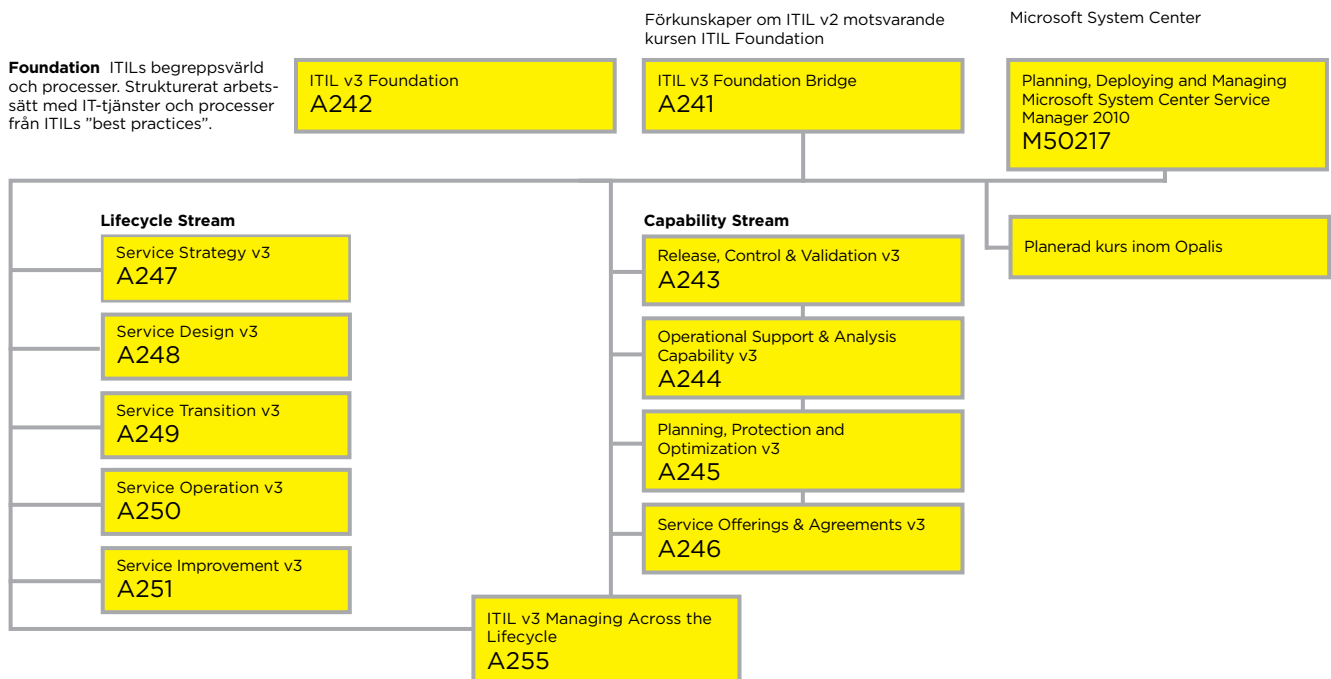 Förkunskaper om ITIL v2 motsvarande
kursen ITIL Foundation
Microsoft System Center
Foundation ITILs begreppsvärld
och processer. Strukturerat arbets-
sätt med IT-tjänster och processer
från ITILs ”best practices”.
ITIL v3 Foundation
A242
ITIL v3 Foundation Bridge
A241
Planning, Deploying and Managing
Microsoft System Center Service
Manager 2010
M50217
Lifecycle Stream
Service Strategy v3
A247
Service Design v3
A248
Service Transition v3
A249
Service Operation v3
A250
Service Improvement v3
A251
Capability Stream
Release, Control & Validation v3
A243
Operational Support & Analysis
Capability v3
A244
Planning, Protection and
Optimization v3
A245
Service Offerings & Agreements v3
A246
Planerad kurs inom Opalis
ITIL v3 Managing Across the
Lifecycle
A255